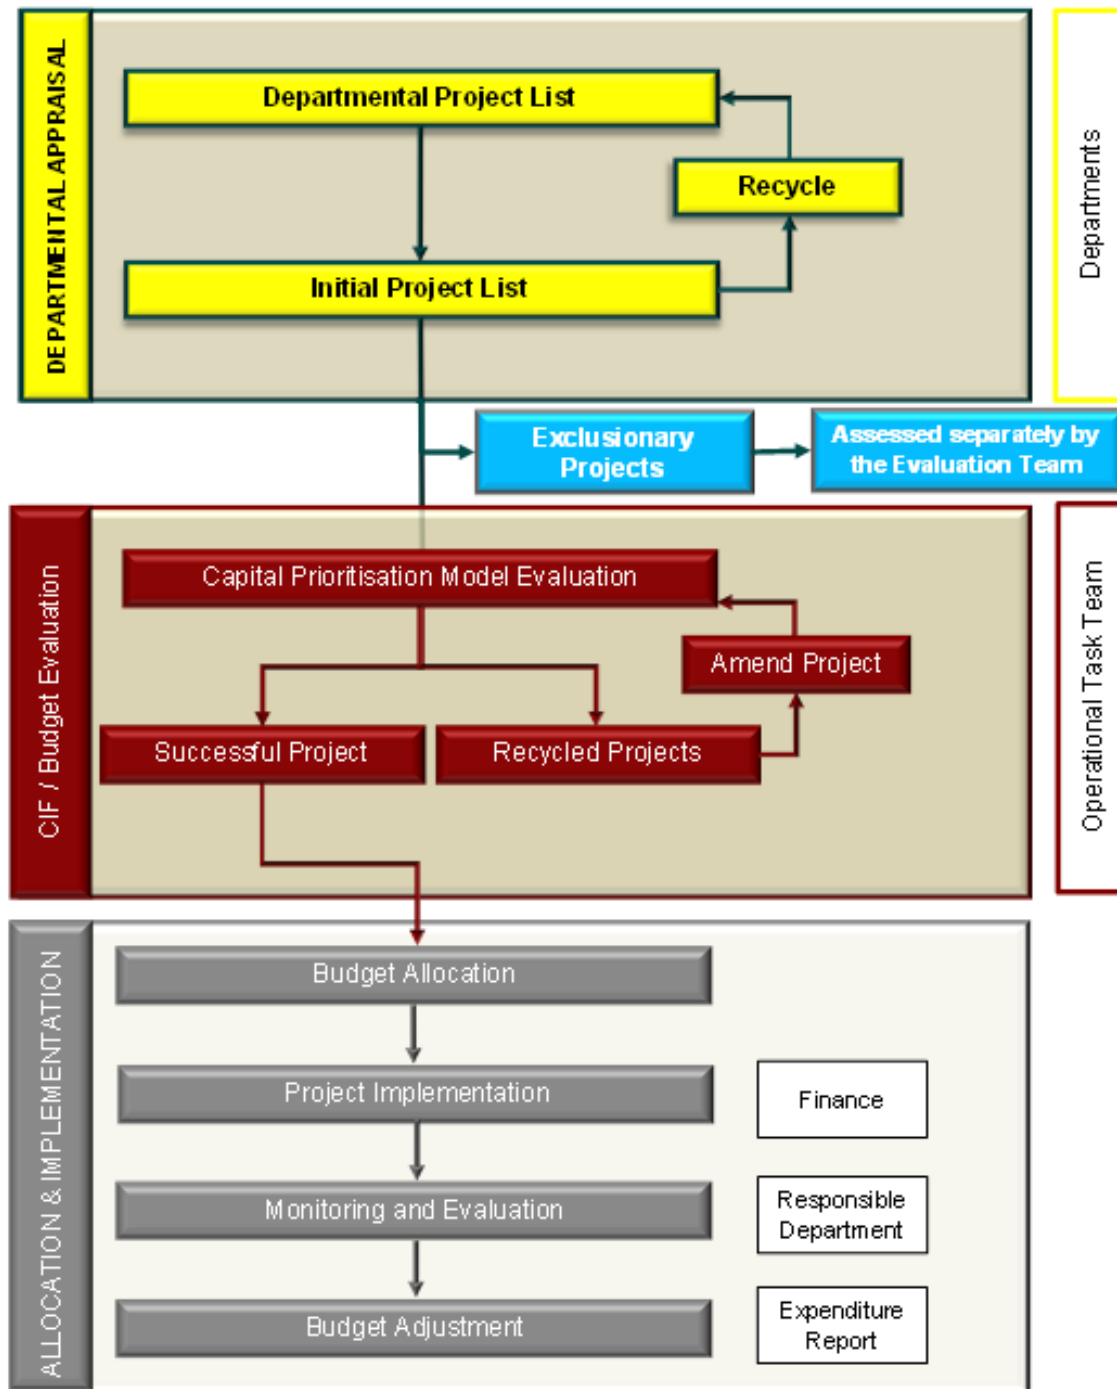 DEPARTMENTAL APPRAISAL
Departmental Project List
Recycle
Initial Project List
Departments
Exclusionary
Projects
Assessed separately by
the Evaluation Team
CIF / Budget Evaluation
Capital Prioritisation Model Evaluation
Amend Project
Successful Project
Recycled Projects
Operational Task Team
ALLOCATION & IMPLEMENTATION
Budget Allocation
Project Implementation
Finance
Monitoring and Evaluation
Responsible
Department
Budget Adjustment
Expenditure
Report